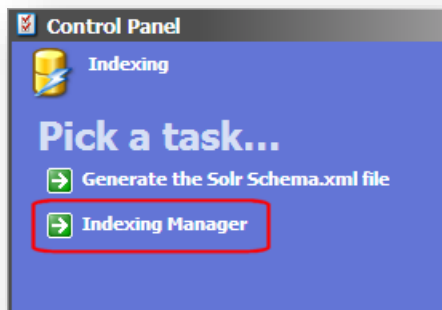 Control Panel
Indexing
Pick a task...
Generate the Solr Schema.xml file
Indexing Manager